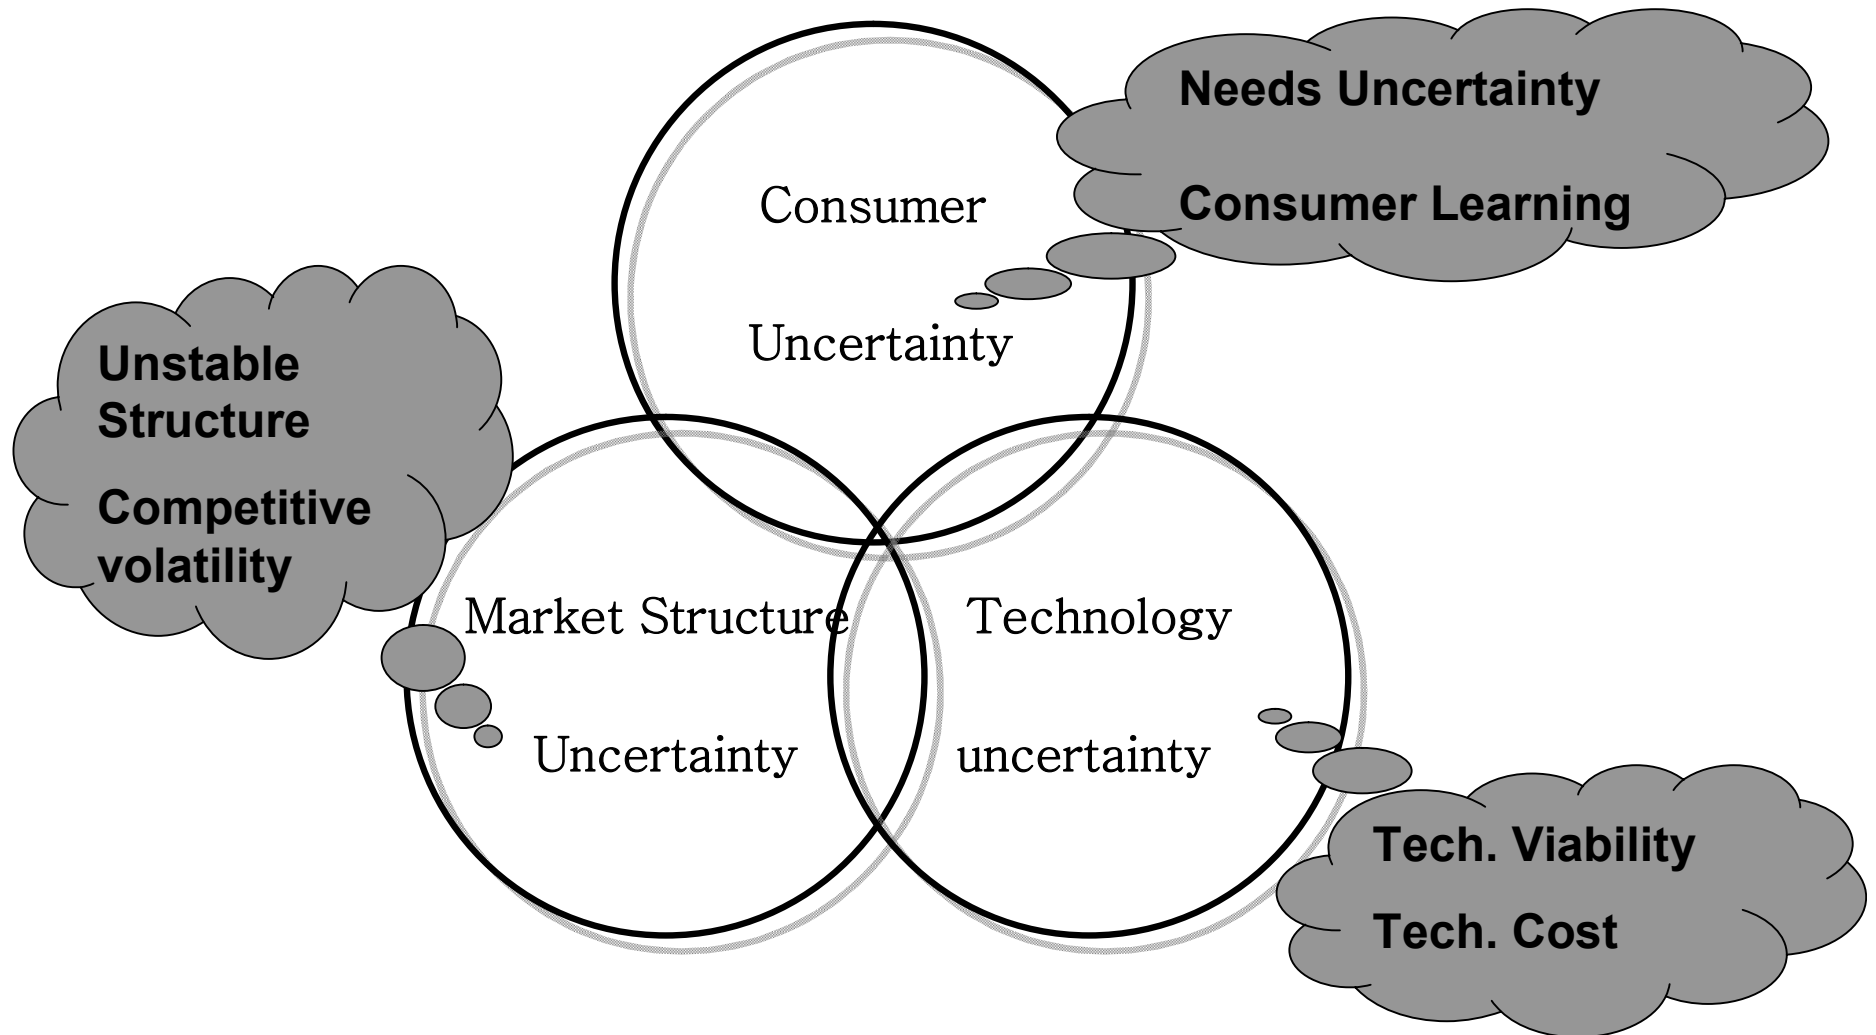 Needs Uncertainty
Consumer Learning
Consumer
Uncertainty
Unstable
Structure
Competitive
volatility
Market Structure
Uncertainty
Technology
uncertainty
Tech. Viability
Tech. Cost